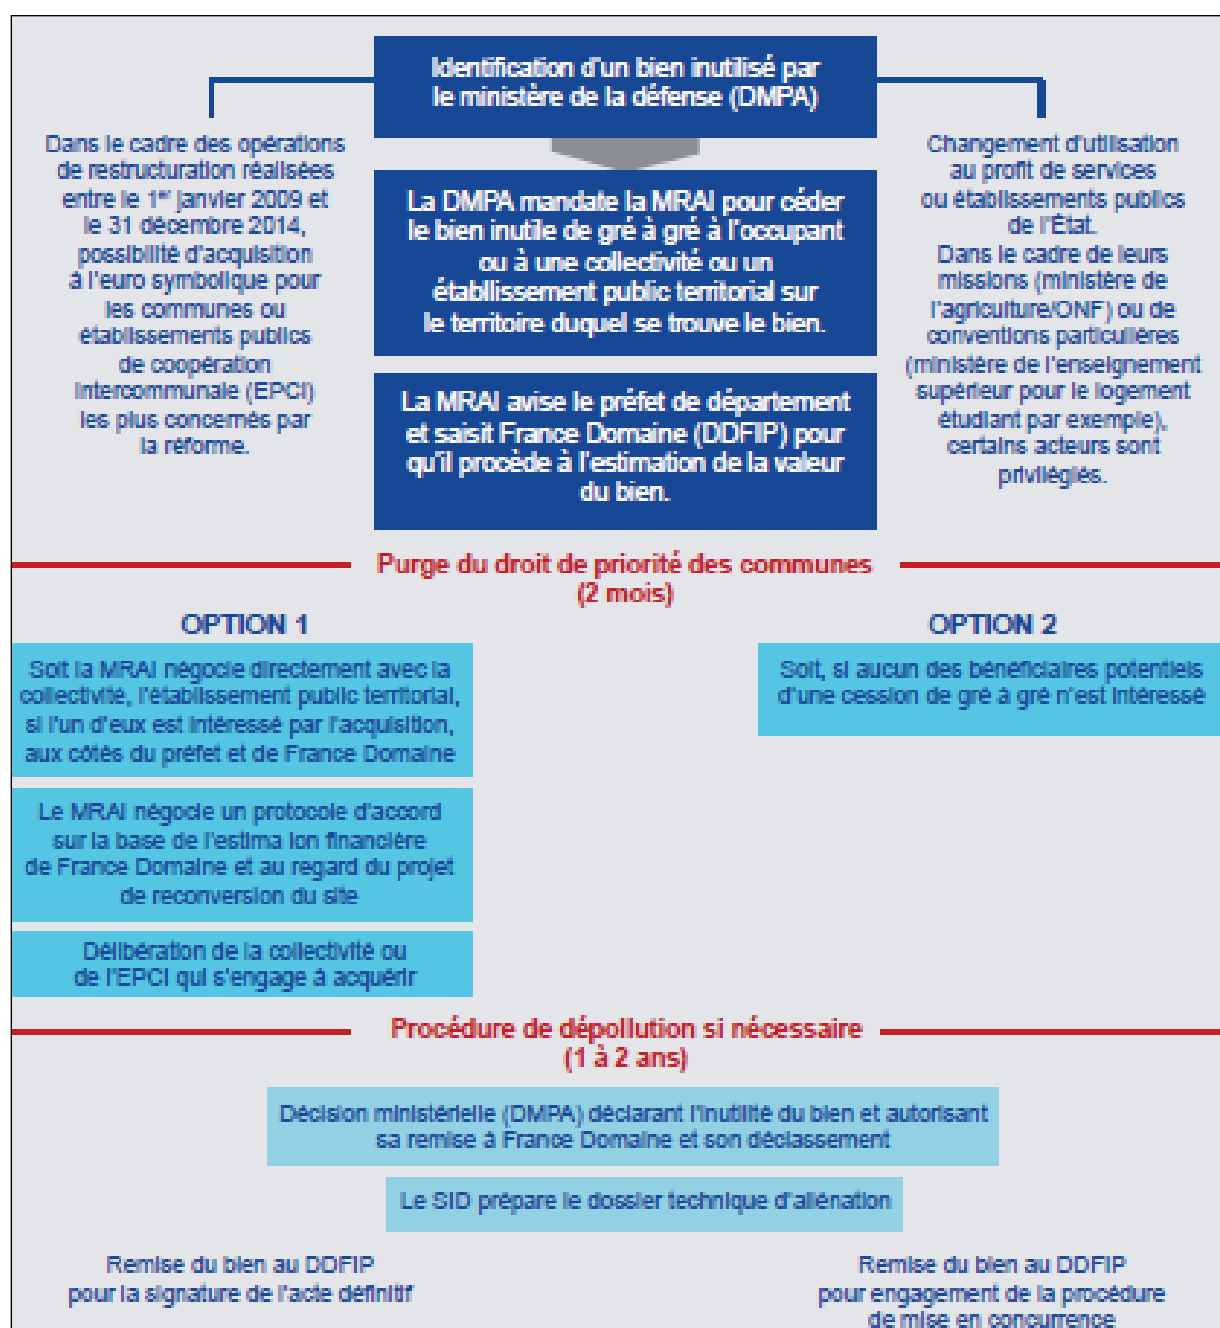 Identification d'un bien inutilisé par
le ministère de la défense (DMPA)
Dans le cadre des opérations
de restructuration réalisées
entre le 1er janvier 2009 et
le 31 décembre 2014,
possibilité d'acquisition
à l'euro symbolique pour
les communes ou
établissements publics
de coopération
intercommunale (EPCI)
les plus concernés par
la réforme.
La DMPA mandate la MRAI pour céder
le bien inutile de gré à gré à l'occupant
ou à une collectivité ou un
établissement public territorial sur
le territoire duquel se trouve le bien.
La MRAI avise le préfet de département
et saisit France Domaine (DDFIP) pour
qu'il procède à l'estimation de la valeur
du bien.
Changement d'utilisation
au profit de services
ou établissements publics
de l'État.
Dans le cadre de leurs
missions (ministère de
l'agriculture/ONF) ou de
conventions particulières
(ministère de l'enseignement
supérieur pour le logement
étudiant par exemple),
certains acteurs sont
privilégiés.
Purge du droit de priorité des communes
(2 mois)
OPTION 1
Soit la MRAI négocie directement avec la
collectivité, l'établissement public territorial,
si l'un d'eux est intéressé par l'acquisition,
aux côtés du préfet et de France Domaine
Le MRAI négocie un protocole d'accord
sur la base de l'estima ion financière
de France Domaine et au regard du projet
de reconversion du site
Délibération de la collectivité ou
de l'EPCI qui s'engage à acquérir
OPTION 2
Soit, si aucun des bénéficiaires potentiels
d'une cession de gré à gré n'est intéressé
Procédure de dépollution si nécessaire
(1 à 2 ans)
Décision ministérielle (DMPA) déclarant l'inutilité du bien et autorisant
sa remise à France Domaine et son déclassement
Le SID prépare le dossier technique d'aliénation
Remise du bien au DDFIP
pour la signature de l'acte définitif
Remise du bien au DDFIP
pour engagement de la procédure
de mise en concurrence